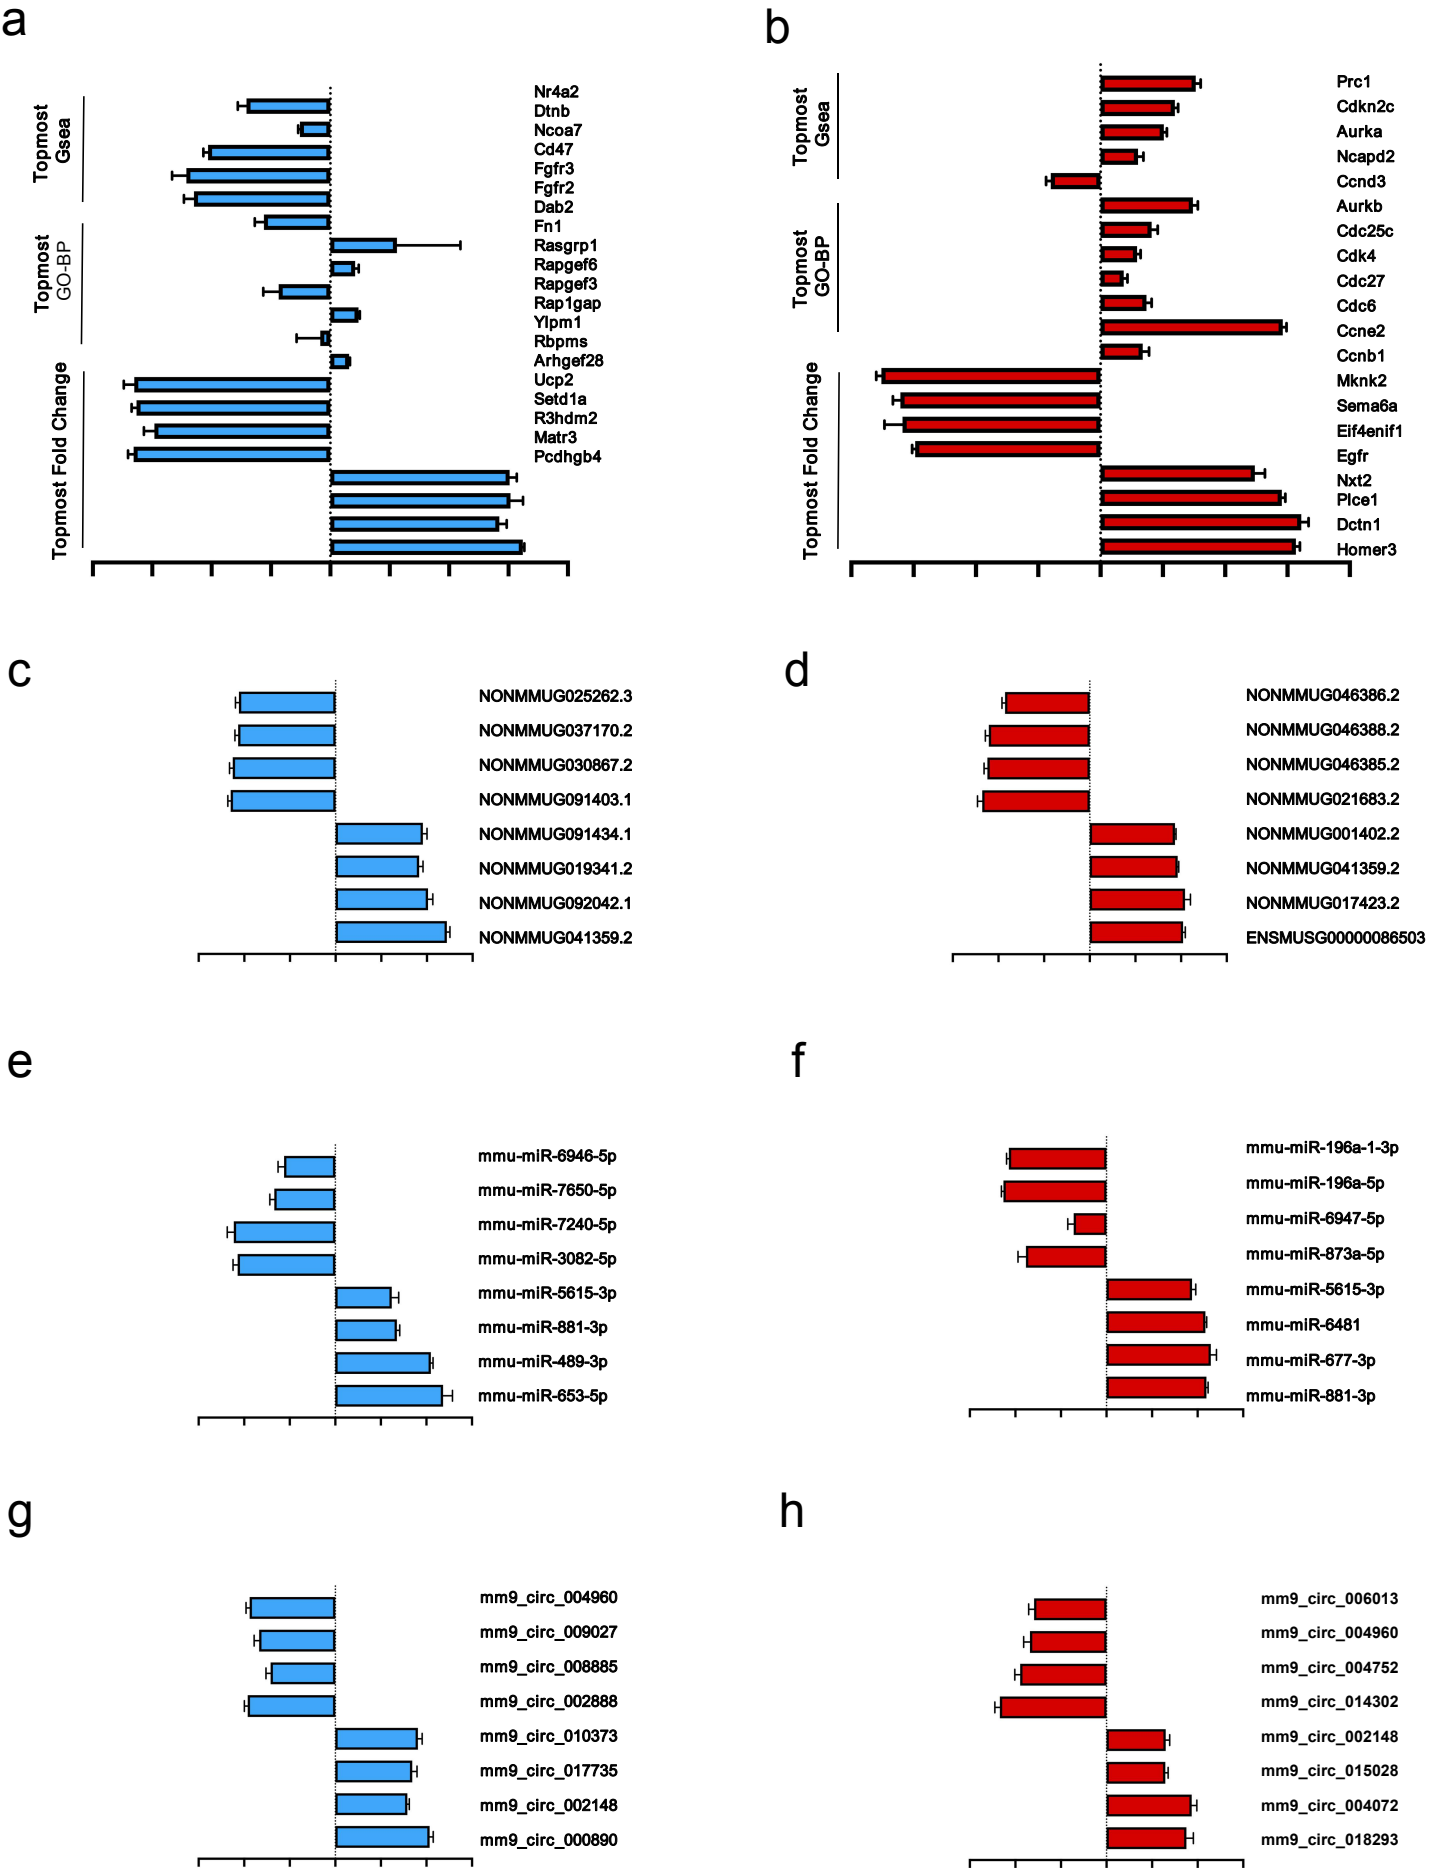 a
Topmost
Gsea
Topmost
GO-BP
Topmost Fold Change
Nr4a2
Dtnb
Ncoa7
Cd47
Fgfr3
Fgfr2
Dab2
Fn1
Rasgrp1
Rapgef6
Rapgef3
Rap1gap
Ylpm1
Rbpms
Arhgef28
Ucp2
Setd1a
R3hdm2
Matr3
Pcdhgb4
b
Topmost
Gsea
Topmost
GO-BP
Topmost Fold Change
Prc1
Cdkn2c
Aurka
Ncapd2
Ccnd3
Aurkb
Cdc25c
Cdk4
Cdc27
Cdc6
Ccne2
Ccnb1
Mknk2
Sema6a
Eif4enif1
Egfr
Nxt2
Plce1
Dctn1
Homer3
c
NONMMUG025262.3
NONMMUG037170.2
NONMMUG030867.2
NONMMUG091403.1
NONMMUG091434.1
NONMMUG019341.2
NONMMUG092042.1
NONMMUG041359.2
d
NONMMUG046386.2
NONMMUG046388.2
NONMMUG046385.2
NONMMUG021683.2
NONMMUG001402.2
NONMMUG041359.2
NONMMUG017423.2
ENSMUSG00000086503
e
mmu-miR-6946-5p
mmu-miR-7650-5p
mmu-miR-7240-5p
mmu-miR-3082-5p
mmu-miR-5615-3p
mmu-miR-881-3p
mmu-miR-489-3p
mmu-miR-653-5p
f
mmu-miR-196a-1-3p
mmu-miR-196a-5p
mmu-miR-6947-5p
mmu-miR-873a-5p
mmu-miR-5615-3p
mmu-miR-6481
mmu-miR-677-3p
mmu-miR-881-3p
g
mm9_circ_004960
mm9_circ_009027
mm9_circ_008885
mm9_circ_002888
mm9_circ_010373
mm9_circ_017735
mm9_circ_002148
mm9_circ_000890
h
mm9_circ_006013
mm9_circ_004960
mm9_circ_004752
mm9_circ_014302
mm9_circ_002148
mm9_circ_015028
mm9_circ_004072
mm9_circ_018293